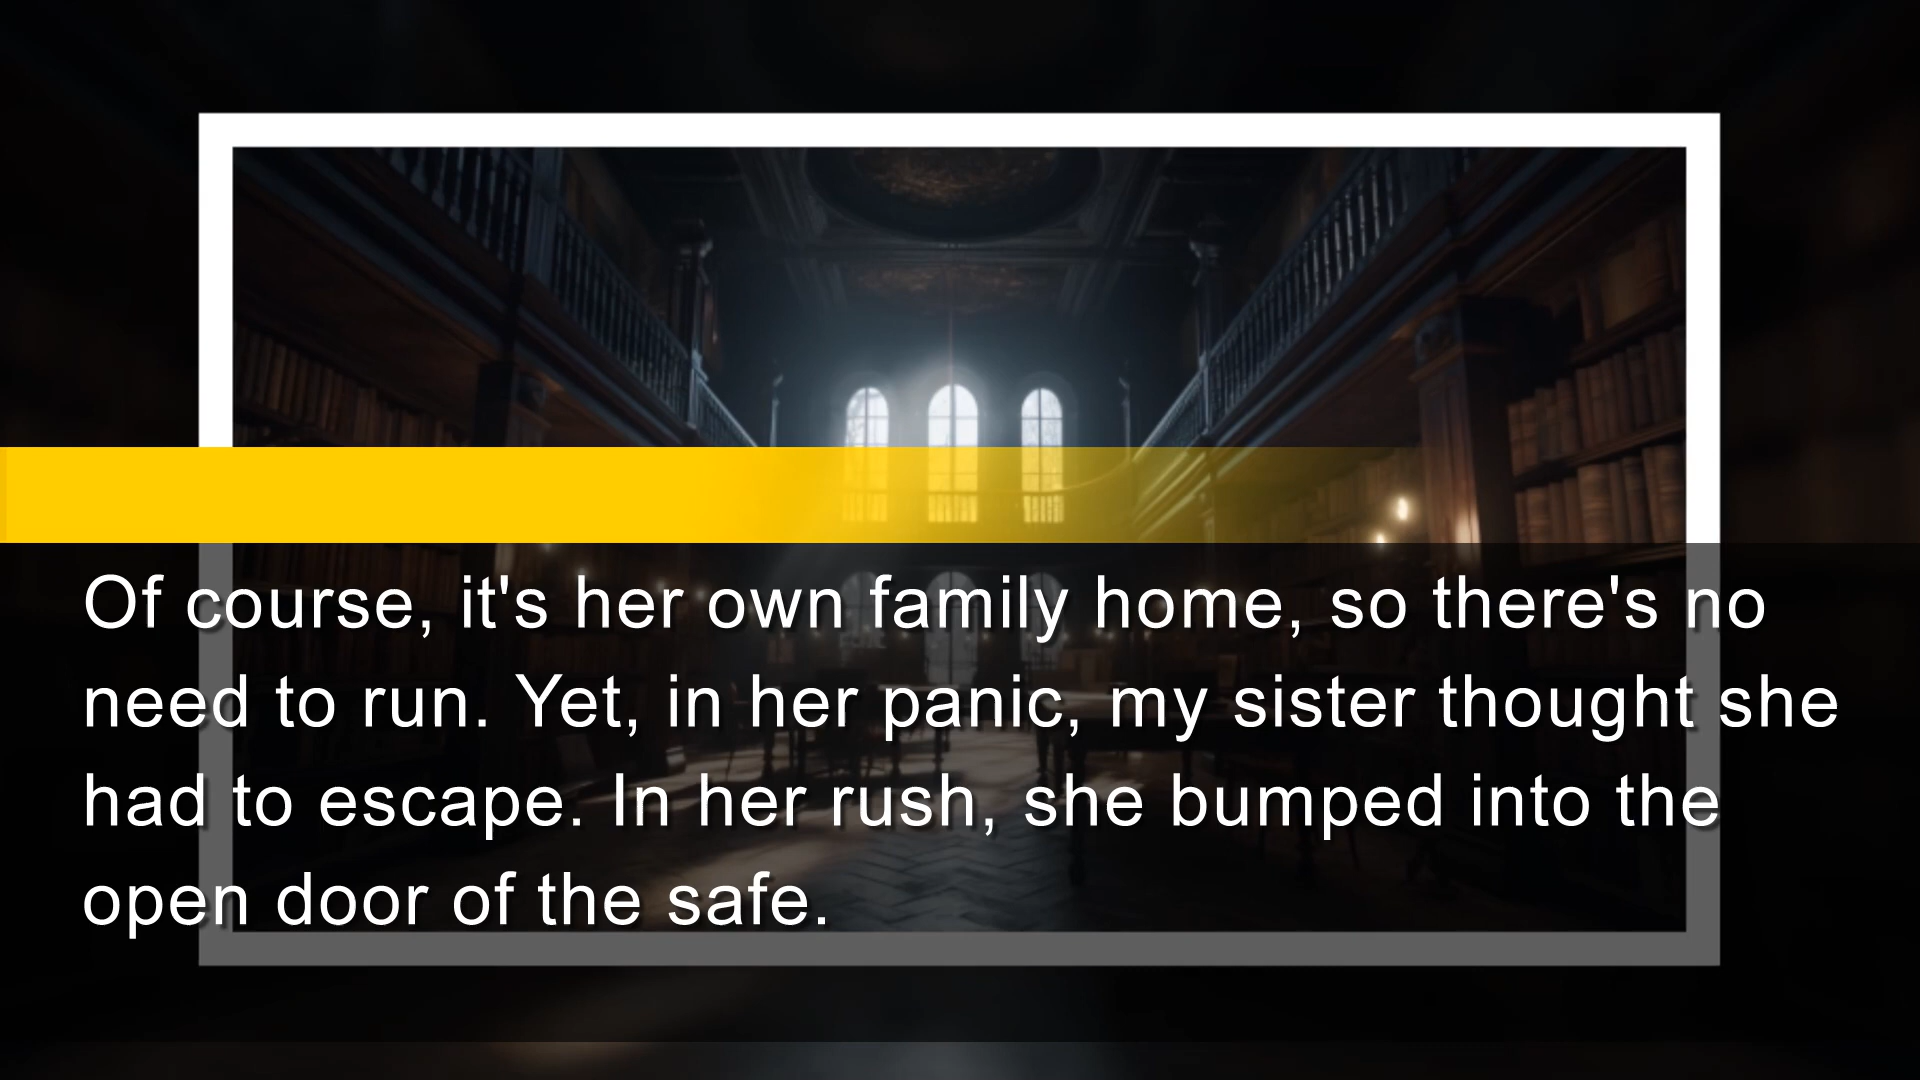 Of course, it's her own family home, so there's no
need to run. Yet, in her panic, my sister thought she
had to escape. In her rush, she bumped into the
open door of the safe.